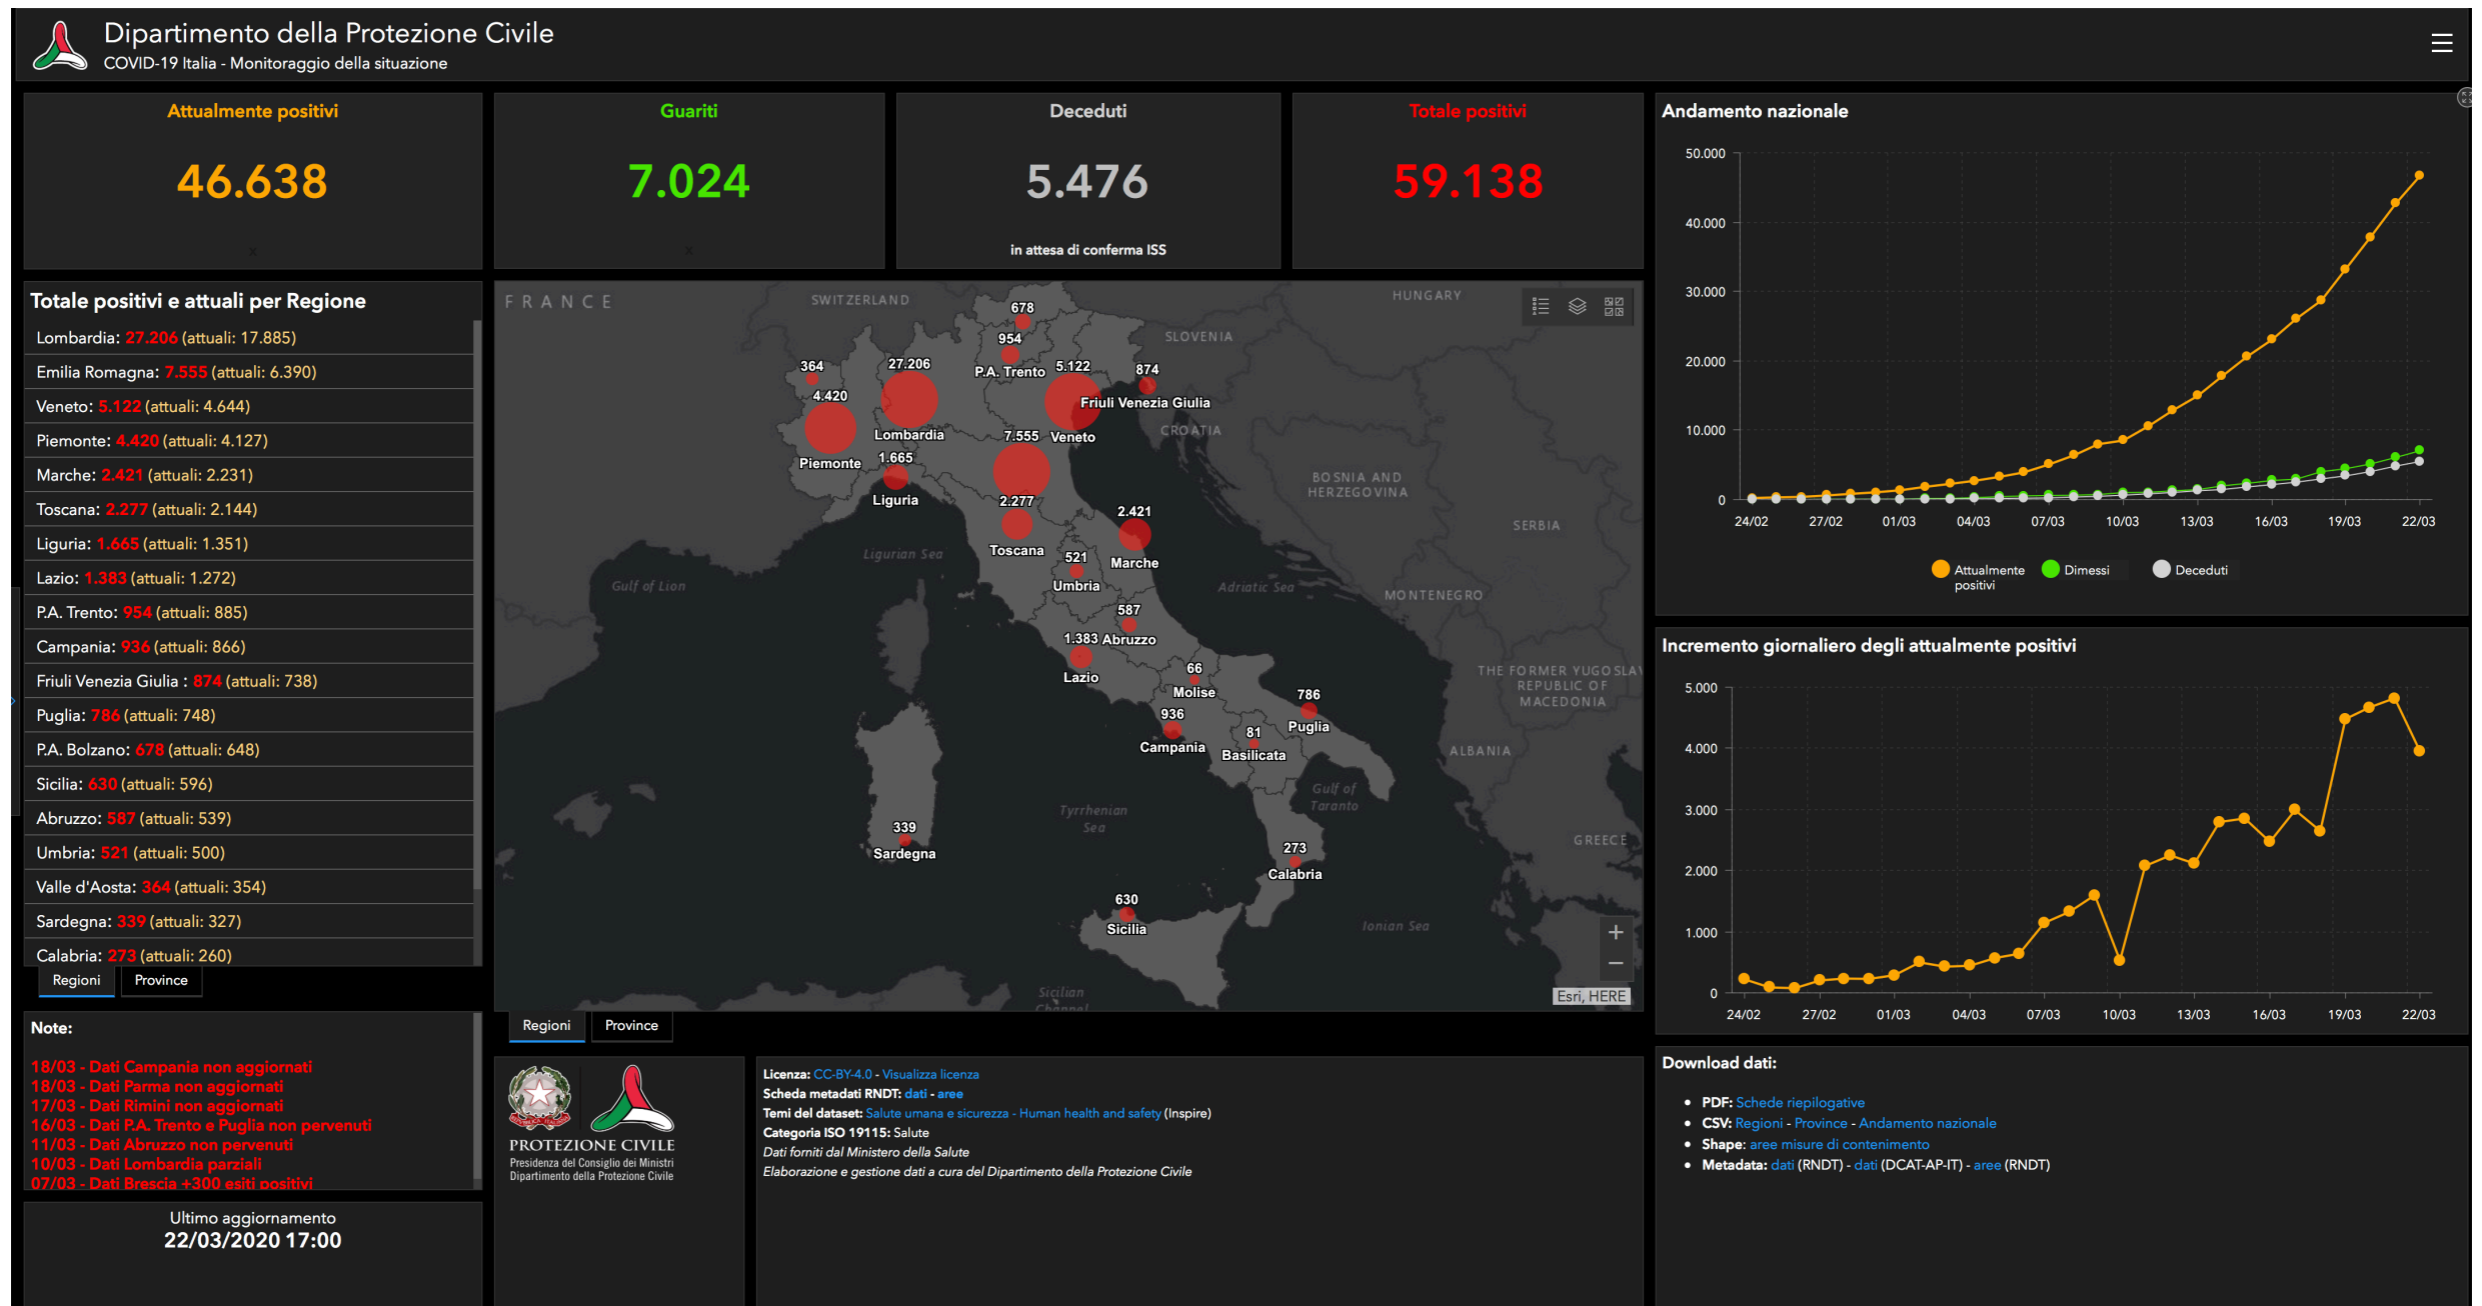 Dipartimento della Protezione Civile
COVID-19 Italia - Monitoraggio della situazione
Attualmente positivi
46.638
x
Guariti
7.024
x
Deceduti
5.476
in attesa di conferma ISS
Totale positivi
59.138
Totale positivi e attuali per Regione
Lombardia: 27.206 (attuali: 17.885)
Emilia Romagna: 7.555 (attuali: 6.390)
Veneto: 5.122 (attuali: 4.644)
Piemonte: 4.420 (attuali: 4.127)
Marche: 2.421 (attuali: 2.231)
Toscana: 2.277 (attuali: 2.144)
Liguria: 1.665 (attuali: 1.351)
Lazio: 1.383 (attuali: 1.272)
P.A. Trento: 954 (attuali: 885)
Campania: 936 (attuali: 866)
Friuli Venezia Giulia : 874 (attuali: 738)
Puglia: 786 (attuali: 748)
P.A. Bolzano: 678 (attuali: 648)
Sicilia: 630 (attuali: 596)
Abruzzo: 587 (attuali: 539)
Umbria: 521 (attuali: 500)
Valle d'Aosta: 364 (attuali: 354)
Sardegna: 339 (attuali: 327)
Calabria: 273 (attuali: 260)
Regioni
Province
Note:
18/03 - Dati Campania non aggiornati
18/03 - Dati Parma non aggiornati
17/03 - Dati Rimini non aggiornati
16/03 - Dati P.A. Trento e Puglia non pervenuti
11/03 - Dati Abruzzo non pervenuti
10/03 - Dati Lombardia parziali
07/03 - Dati Brescia +300 esiti positivi
Ultimo aggiornamento
22/03/2020 17:00
FRANCE
SWITZERLAND
HUNGARY
SLOVENIA
CROATIA
BOSNIA AND
HERZEGOVINA
SERBIA
MONTENEGRO
THE FORMER YUGOSLAV
REPUBLIC OF
MACEDONIA
ALBANIA
GREECE
Gulf of Lion
Ligurian Sea
Adriatic Sea
Tyrrhenian
Sea
Gulf of
Taranto
Ionian Sea
Sicilian
Channel
678
954
P.A. Trento
364
27.206
Lombardia
5.122
Veneto
874
Friuli Venezia Giulia
4.420
Piemonte
7.555
1.665
Liguria
2.277
Toscana
2.421
Marche
521
Umbria
587
Abruzzo
1.383
Lazio
66
Molise
936
Campania
81
Basilicata
786
Puglia
339
Sardegna
273
Calabria
630
Sicilia
+
−
Esri, HERE
Regioni
Province
REPVBBLICA ITALIANA
PROTEZIONE CIVILE
Presidenza del Consiglio dei Ministri
Dipartimento della Protezione Civile
Licenza: CC-BY-4.0 - Visualizza licenza
Scheda metadati RNDT: dati - aree
Temi del dataset: Salute umana e sicurezza - Human health and safety (Inspire)
Categoria ISO 19115: Salute
Dati forniti dal Ministero della Salute
Elaborazione e gestione dati a cura del Dipartimento della Protezione Civile
Andamento nazionale
50.000
40.000
30.000
20.000
10.000
0
24/02 27/02 01/03 04/03 07/03 10/03 13/03 16/03 19/03 22/03
Attualmente
positivi
Dimessi
Deceduti
Incremento giornaliero degli attualmente positivi
5.000
4.000
3.000
2.000
1.000
0
24/02 27/02 01/03 04/03 07/03 10/03 13/03 16/03 19/03 22/03
Download dati:
• PDF: Schede riepilogative
• CSV: Regioni - Province - Andamento nazionale
• Shape: aree misure di contenimento
• Metadata: dati (RNDT) - dati (DCAT-AP-IT) - aree (RNDT)